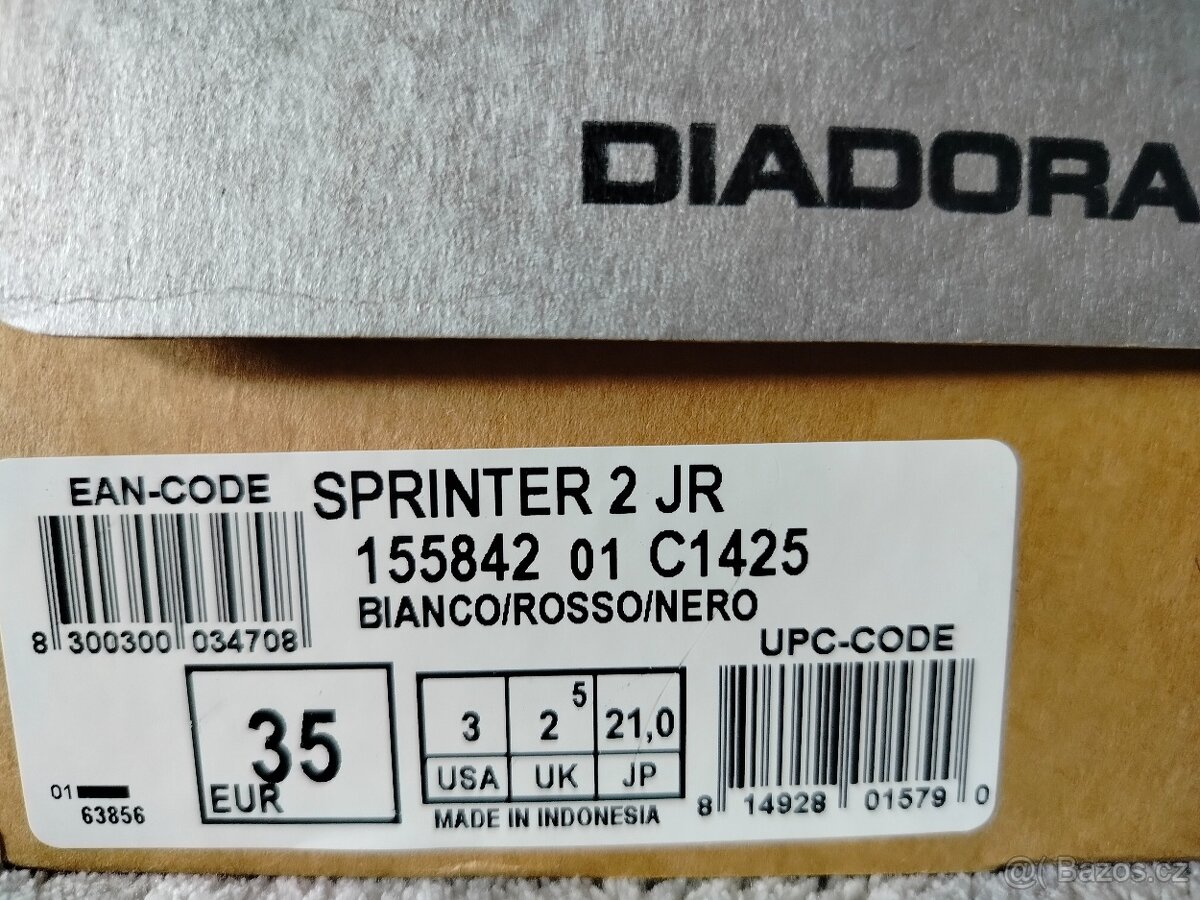 DIADORA
EAN-CODE
SPRINTER 2 JR
155842 01 C1425
BIANCO/ROSSO/NERO
8 300300 034708
UPC-CODE
35
EUR
3 2 5 21,0
USA UK JP
MADE IN INDONESIA
01
63856
8 14928 01579 0
@( Bazos.cz